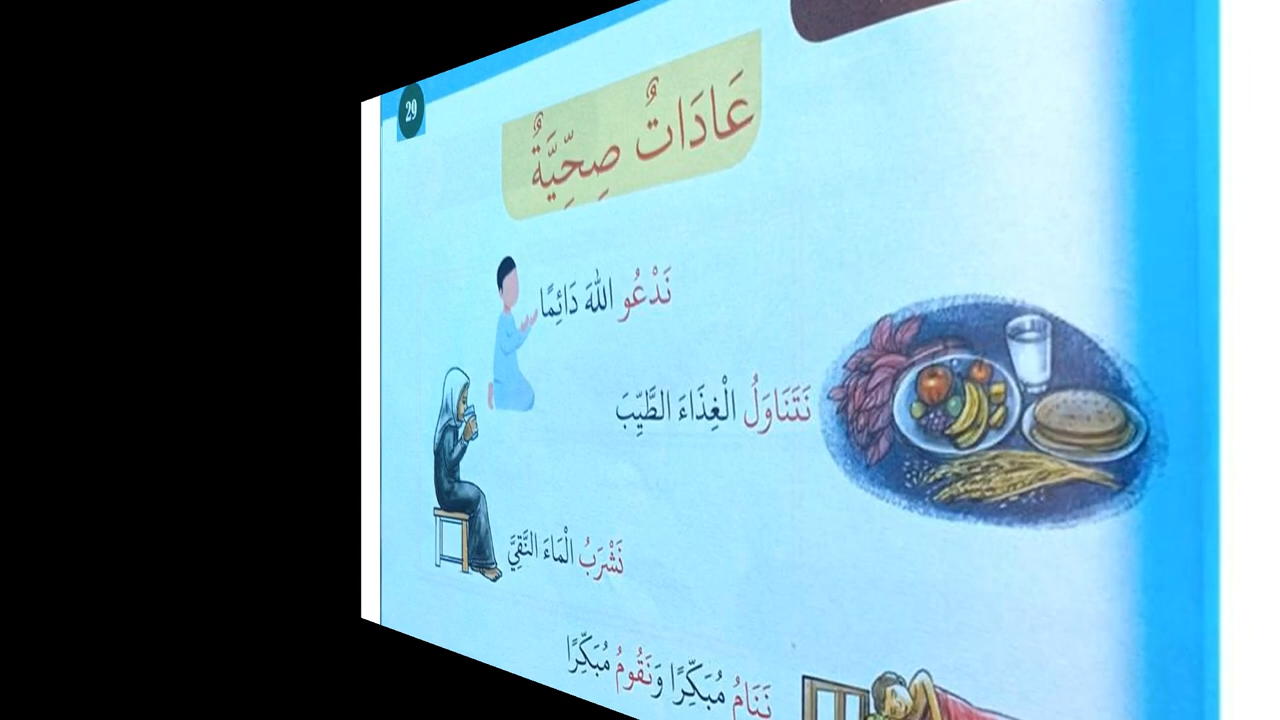 29
عَادَاتٌ صِحِّيَّةٌ
نَدْعُو اللهَ دَائِمًا
نَتَنَاوَلُ الْغِذَاءَ الطَّيِّبَ
نَشْرَبُ الْمَاءَ النَّقِيَّ
نَنَامُ مُبَكِّرًا وَنَقُومُ مُبَكِّرًا